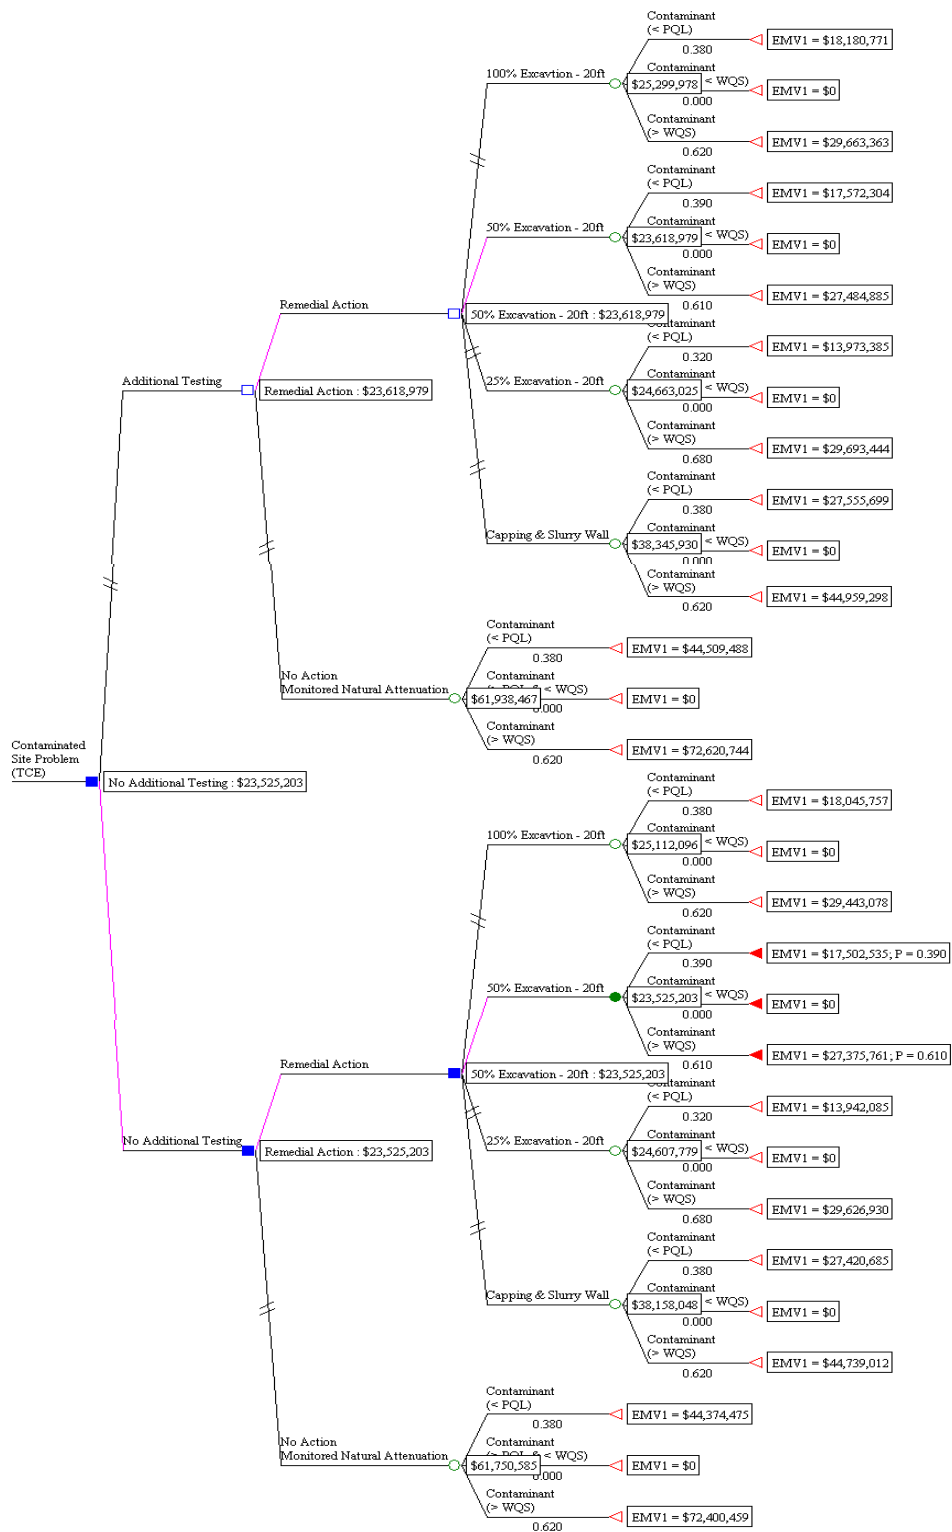 Contaminant
(< PQL)
0.380
EMV1 = $18,180,771
100% Excavtion - 20ft
Contaminant
< WQS)
$25,299,978
0.000
EMV1 = $0
Contaminant
(> WQS)
0.620
EMV1 = $29,663,363
Contaminant
(< PQL)
0.390
EMV1 = $17,572,304
50% Excavation - 20ft
Contaminant
< WQS)
$23,618,979
0.000
EMV1 = $0
Contaminant
(> WQS)
0.610
EMV1 = $27,484,885
Remedial Action
50% Excavation - 20ft : $23,618,979
Contaminant
(< PQL)
0.320
EMV1 = $13,973,385
Additional Testing
Remedial Action : $23,618,979
25% Excavation - 20ft
Contaminant
< WQS)
$24,663,025
0.000
EMV1 = $0
Contaminant
(> WQS)
0.680
EMV1 = $29,693,444
Contaminant
(< PQL)
0.380
EMV1 = $27,555,699
Capping & Slurry Wall
Contaminant
< WQS)
$38,345,930
0.000
EMV1 = $0
Contaminant
(> WQS)
0.620
EMV1 = $44,959,298
Contaminant
(< PQL)
0.380
EMV1 = $44,509,488
No Action
Monitored Natural Attenuation
Contaminant
< WQS)
$61,938,467
0.000
EMV1 = $0
Contaminant
(> WQS)
0.620
EMV1 = $72,620,744
Contaminated
Site Problem
(TCE)
No Additional Testing : $23,525,203
Contaminant
(< PQL)
0.380
EMV1 = $18,045,757
100% Excavtion - 20ft
Contaminant
< WQS)
$25,112,096
0.000
EMV1 = $0
Contaminant
(> WQS)
0.620
EMV1 = $29,443,078
Contaminant
(< PQL)
0.390
EMV1 = $17,502,535; P = 0.390
50% Excavation - 20ft
Contaminant
< WQS)
$23,525,203
0.000
EMV1 = $0
Contaminant
(> WQS)
0.610
EMV1 = $27,375,761; P = 0.610
Remedial Action
50% Excavation - 20ft : $23,525,203
Contaminant
(< PQL)
0.320
EMV1 = $13,942,085
No Additional Testing
Remedial Action : $23,525,203
25% Excavation - 20ft
Contaminant
< WQS)
$24,607,779
0.000
EMV1 = $0
Contaminant
(> WQS)
0.680
EMV1 = $29,626,930
Contaminant
(< PQL)
0.380
EMV1 = $27,420,685
Capping & Slurry Wall
Contaminant
< WQS)
$38,158,048
0.000
EMV1 = $0
Contaminant
(> WQS)
0.620
EMV1 = $44,739,012
Contaminant
(< PQL)
0.380
EMV1 = $44,374,475
No Action
Monitored Natural Attenuation
Contaminant
< WQS)
$61,750,585
0.000
EMV1 = $0
Contaminant
(> WQS)
0.620
EMV1 = $72,400,459